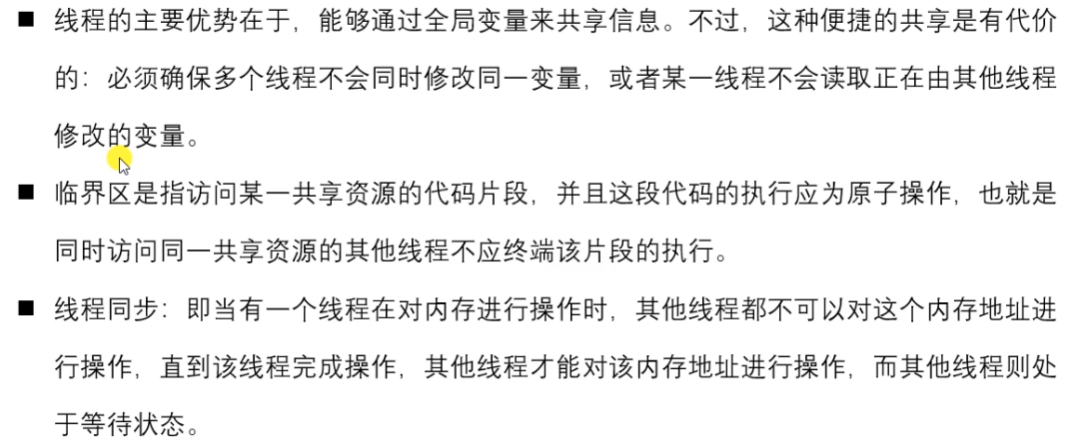 ■ 线程的主要优势在于，能够通过全局变量来共享信息。不过，这种便捷的共享是有代价
的：必须确保多个线程不会同时修改同一变量，或者某一线程不会读取正在由其他线程
修改的变量。
■ 临界区是指访问某一共享资源的代码片段，并且这段代码的执行应为原子操作，也就是
同时访问同一共享资源的其他线程不应终端该片段的执行。
■ 线程同步：即当有一个线程在对内存进行操作时，其他线程都不可以对这个内存地址进
行操作，直到该线程完成操作，其他线程才能对该内存地址进行操作，而其他线程则处
于等待状态。